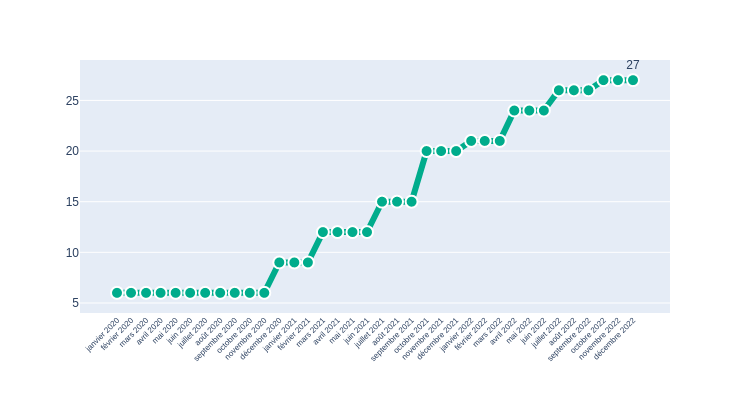 27
25
20
15
10
5
janvier 2020
février 2020
mars 2020
avril 2020
mai 2020
juin 2020
juillet 2020
août 2020
septembre 2020
octobre 2020
novembre 2020
décembre 2020
janvier 2021
février 2021
mars 2021
avril 2021
mai 2021
juin 2021
juillet 2021
août 2021
septembre 2021
octobre 2021
novembre 2021
décembre 2021
janvier 2022
février 2022
mars 2022
avril 2022
mai 2022
juin 2022
juillet 2022
août 2022
septembre 2022
octobre 2022
novembre 2022
décembre 2022